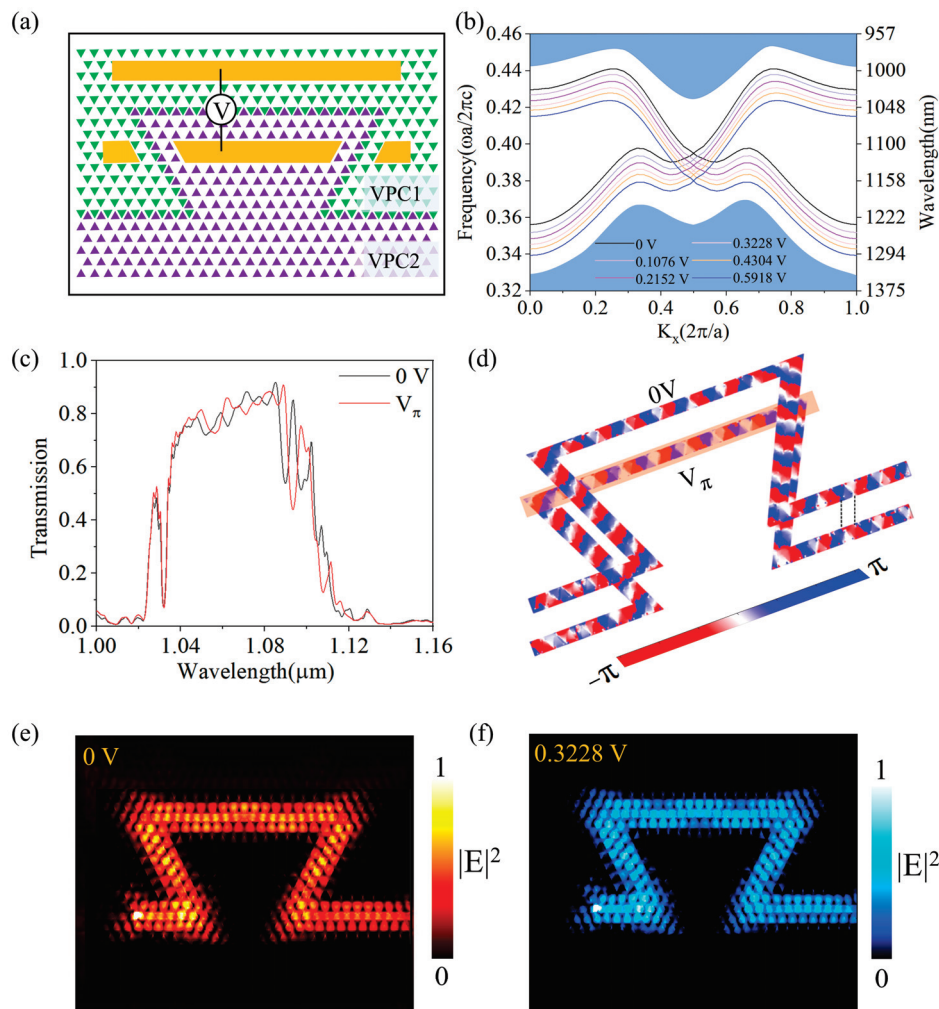 (a)
V
VPC1
VPC2
(b)
Frequency(ωa/2πc)
0.46
0.44
0.42
0.40
0.38
0.36
0.34
0.32
957
1000
1048
1100
1158
1222
1294
1375
Wavelength(nm)
0 V
0.1076 V
0.2152 V
0.3228 V
0.4304 V
0.5918 V
0.0 0.2 0.4 0.6 0.8 1.0
Kx(2π/a)
(c)
Transmission
1.0
0.8
0.6
0.4
0.2
0.0
0 V
Vπ
1.00 1.04 1.08 1.12 1.16
Wavelength(μm)
(d)
0V
Vπ
−π
π
(e)
0 V
1
|E|²
0
(f)
0.3228 V
1
|E|²
0